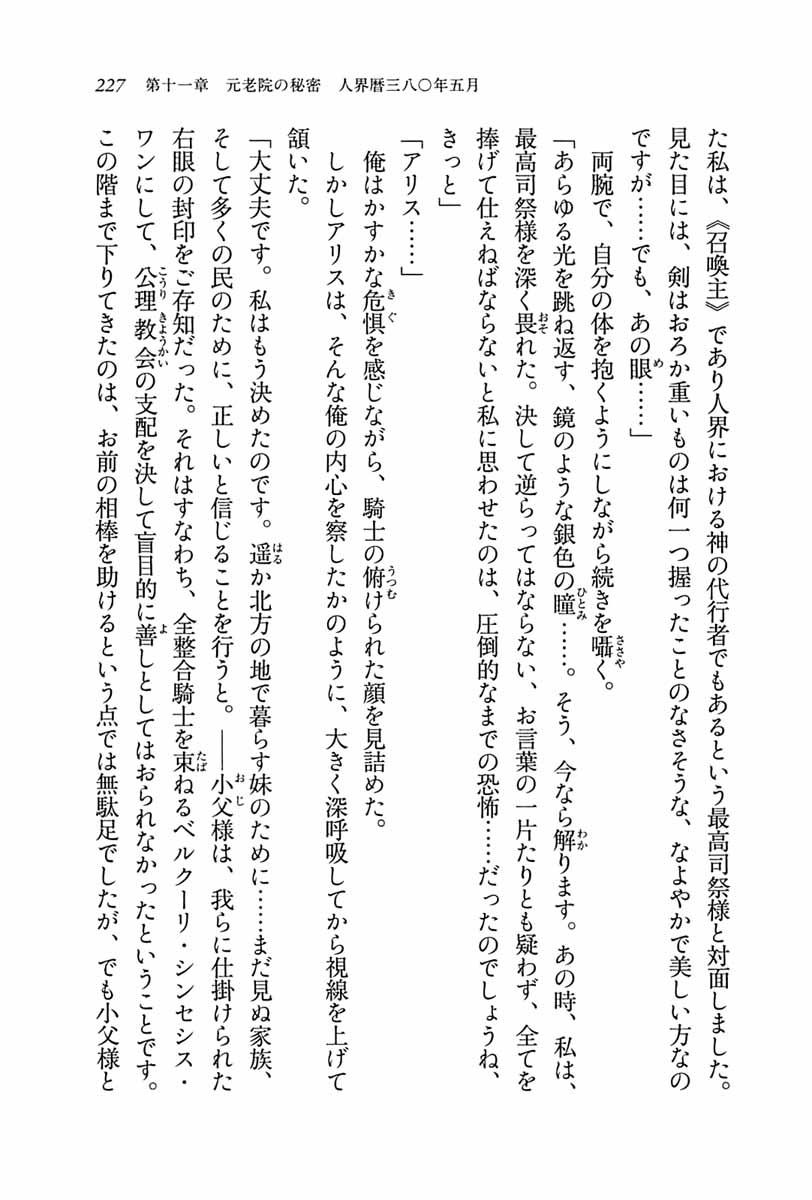 227 第十一章 元老院の秘密 人界暦三八〇年五月
た私は、《召喚主》であり人界における神の代行者でもあるという最高司祭様と対面しました。
見た目には、剣はおろか重いものは何一つ握ったことのなさそうな、なよやかで美しい方なの
ですが……でも、あの眼……」
両腕で、自分の体を抱くようにしながら続きを囁く。
「あらゆる光を跳ね返す、鏡のような銀色の瞳……。そう、今なら解ります。あの時、私は、
最高司祭様を深く畏れた。決して逆らってはならない、お言葉の一片たりとも疑わず、全てを
捧げて仕えねばならないと私に思わせたのは、圧倒的なまでの恐怖……だったのでしょうね、
きっと」
「アリス……」
俺はかすかな危惧を感じながら、騎士の俯けられた顔を見詰めた。
しかしアリスは、そんな俺の内心を察したかのように、大きく深呼吸してから視線を上げて
頷いた。
「大丈夫です。私はもう決めたのです。遥か北方の地で暮らす妹のために……まだ見ぬ家族、
そして多くの民のために、正しいと信じることを行うと。――小父様は、我らに仕掛けられた
右眼の封印をご存知だった。それはすなわち、全整合騎士を束ねるベルクーリ・シンセシス・
ワンにして、公理教会の支配を決して盲目的に善しとしてはおられなかったということです。
この階まで下りてきたのは、お前の相棒を助けるという点では無駄足でしたが、でも小父様と